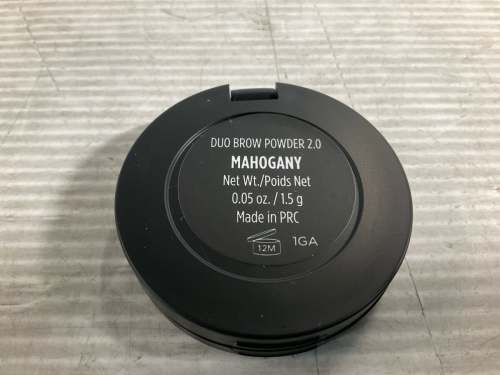 DUO BROW POWDER 2.0
MAHOGANY
Net Wt./Poids Net
0.05 oz. / 1.5 g
Made in PRC
12M 1GA